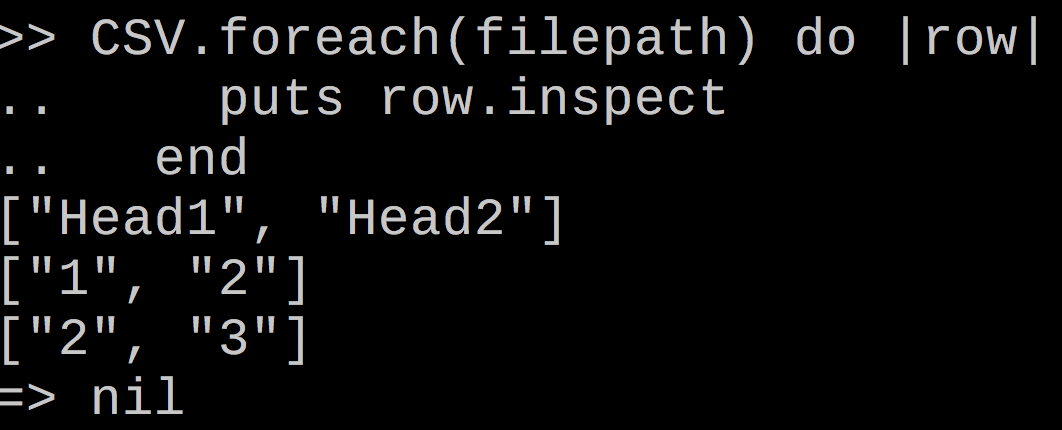 >> CSV.foreach(filepath) do |row|
..     puts row.inspect
..   end
["Head1", "Head2"]
["1", "2"]
["2", "3"]
=> nil